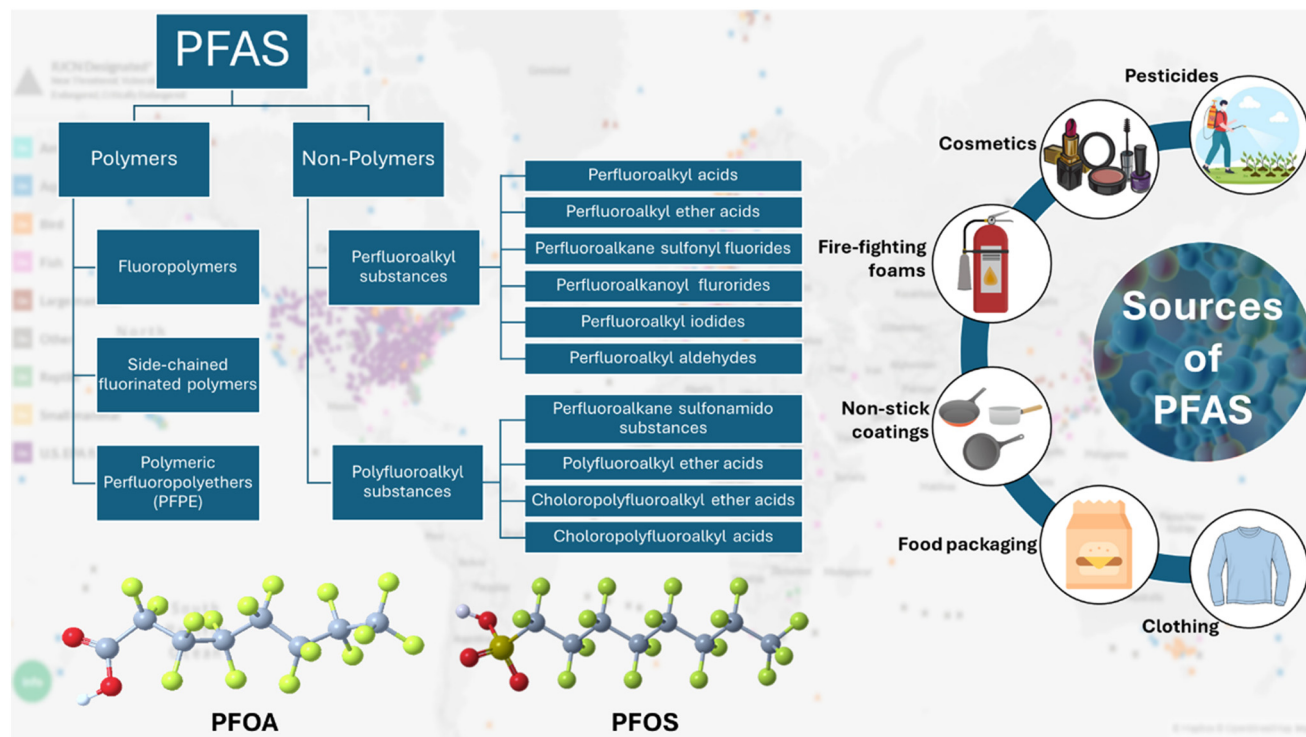 PFAS
Polymers
Non-Polymers
Fluoropolymers
Side-chained
fluorinated polymers
Polymeric
Perfluoropolyethers
(PFPE)
Perfluoroalkyl
substances
Perfluoroalkyl acids
Perfluoroalkyl ether acids
Perfluoroalkane sulfonyl fluorides
Perfluoroalkanoyl flurorides
Perfluoroalkyl iodides
Perfluoroalkyl aldehydes
Polyfluoroalkyl
substances
Perfluoroalkane sulfonamido
substances
Polyfluoroalkyl ether acids
Choloropolyfluoroalkyl ether acids
Choloropolyfluoroalkyl acids
PFOA
PFOS
Pesticides
Cosmetics
Fire-fighting
foams
Non-stick
coatings
Food packaging
Clothing
Sources
of
PFAS
North
South
Info